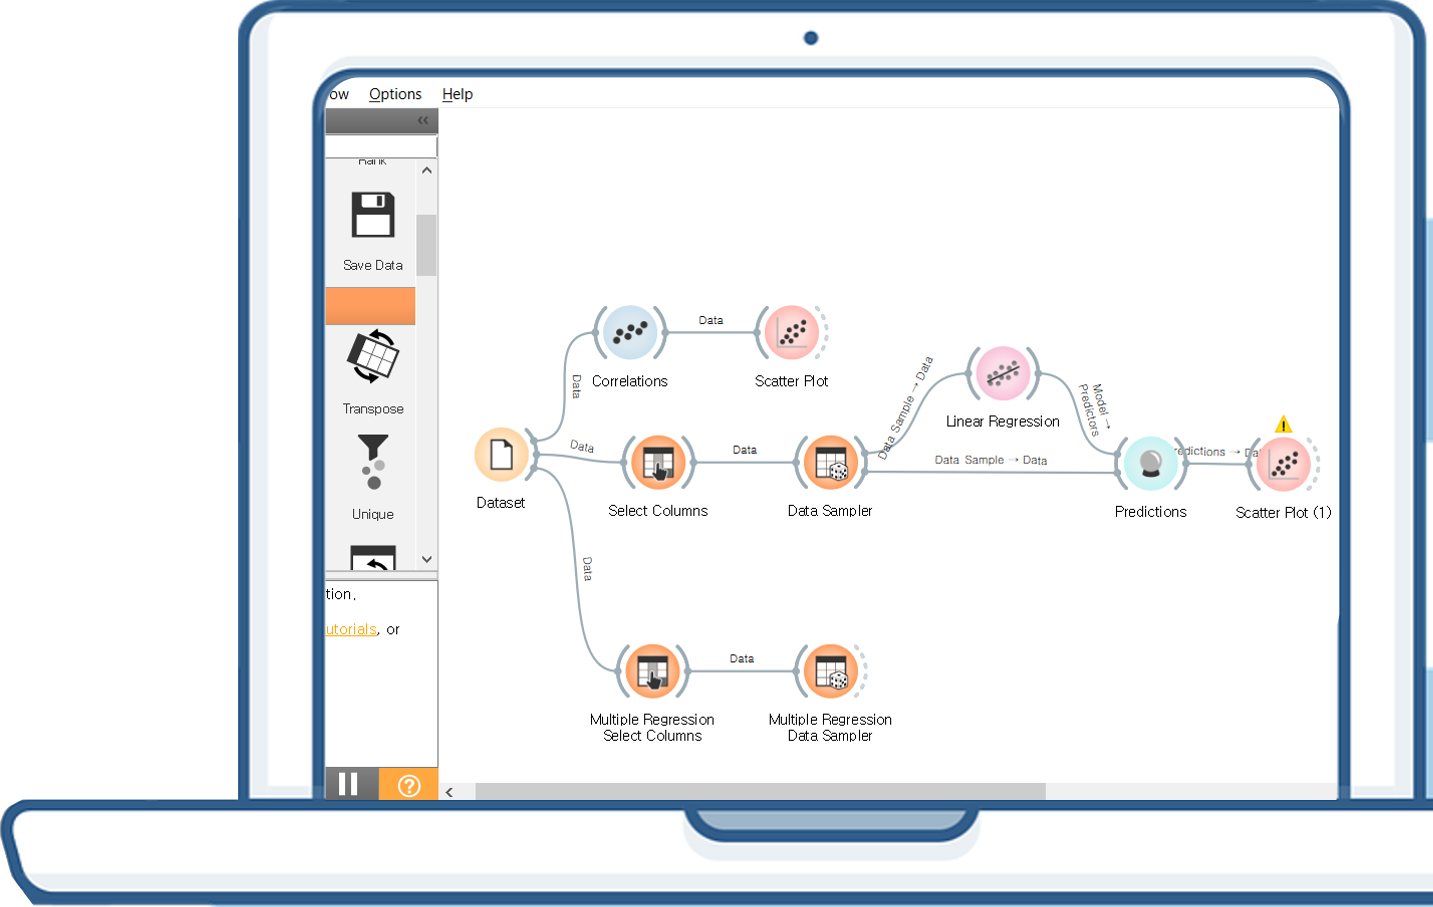 ow Options Help
Rank
Save Data
Transpose
Unique
tion,
utorials, or
Data
Correlations
Scatter Plot
Data
Data
Data
Data Sample → Data
Linear Regression
Model →
Predictors
Data Sample → Data
redictions → Da
Dataset
Select Columns
Data Sampler
Predictions
Scatter Plot (1)
Data
Data
Multiple Regression
Select Columns
Multiple Regression
Data Sampler